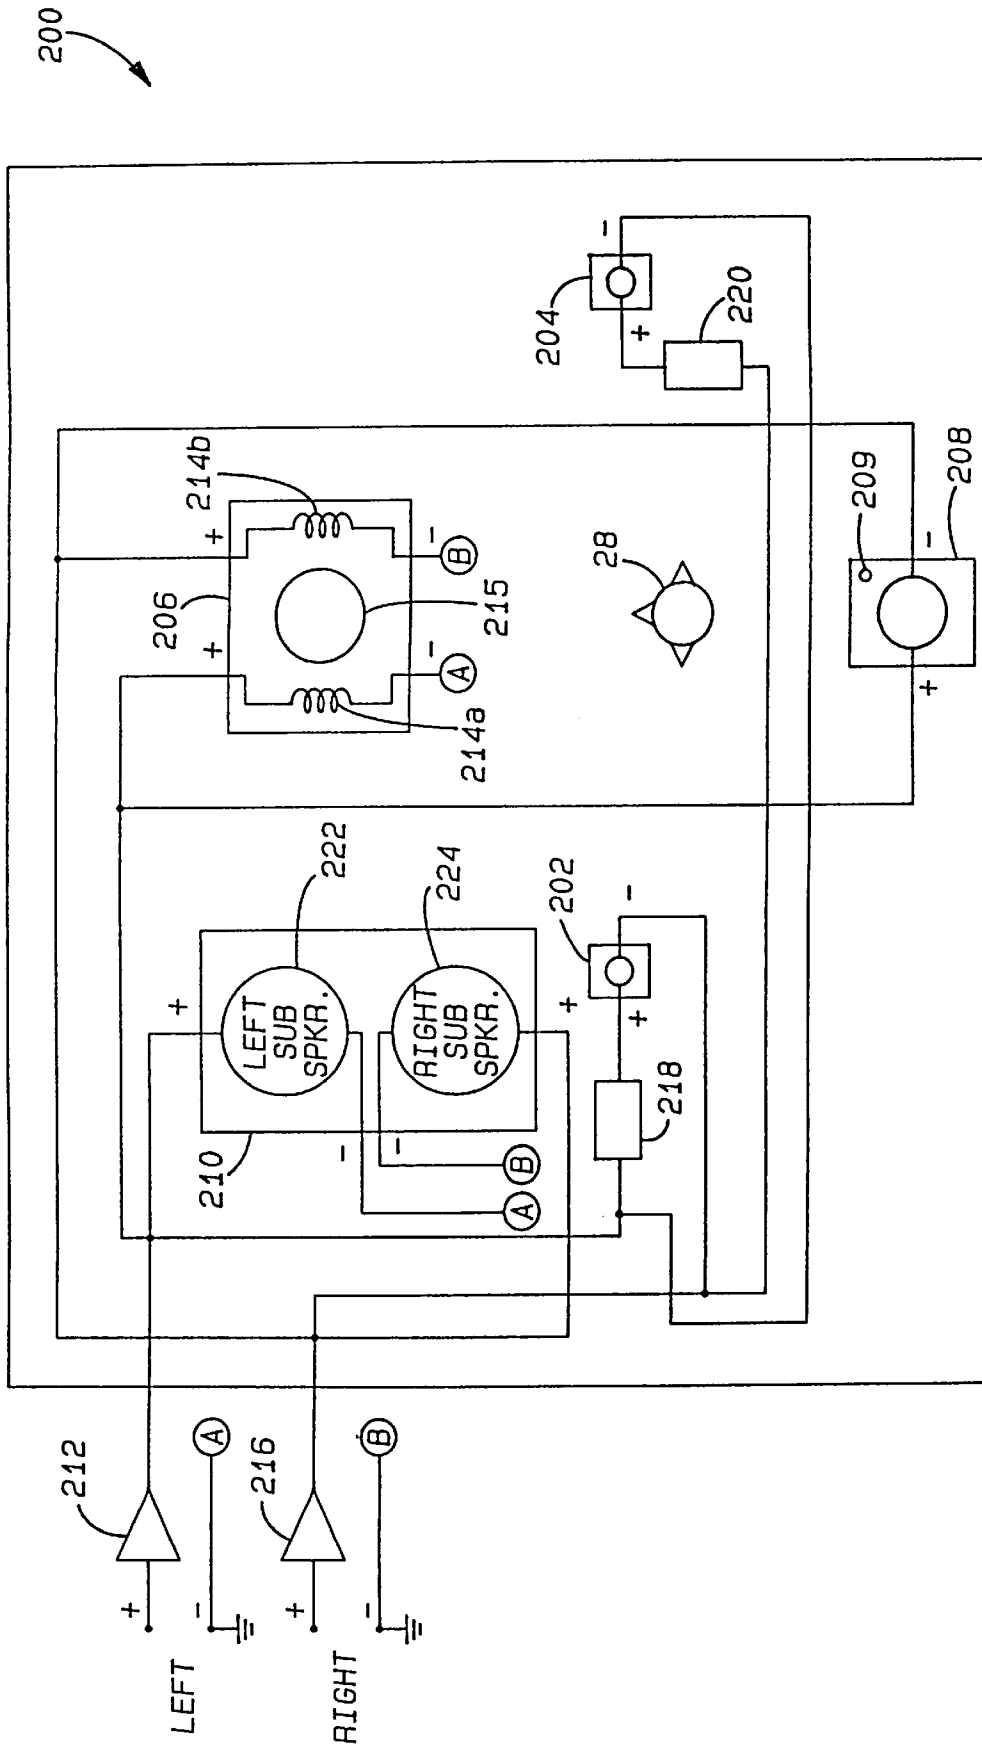 200
204
220
214b
206
+
+
215
-
-
B
A
214a
28
209
208
-
+
+
-
222
224
LEFT
SUB
SPKR.
RIGHT
SUB
SPKR.
+
-
-
+
202
-
+
210
B
A
218
212
+
-
A
LEFT
216
+
-
B
RIGHT